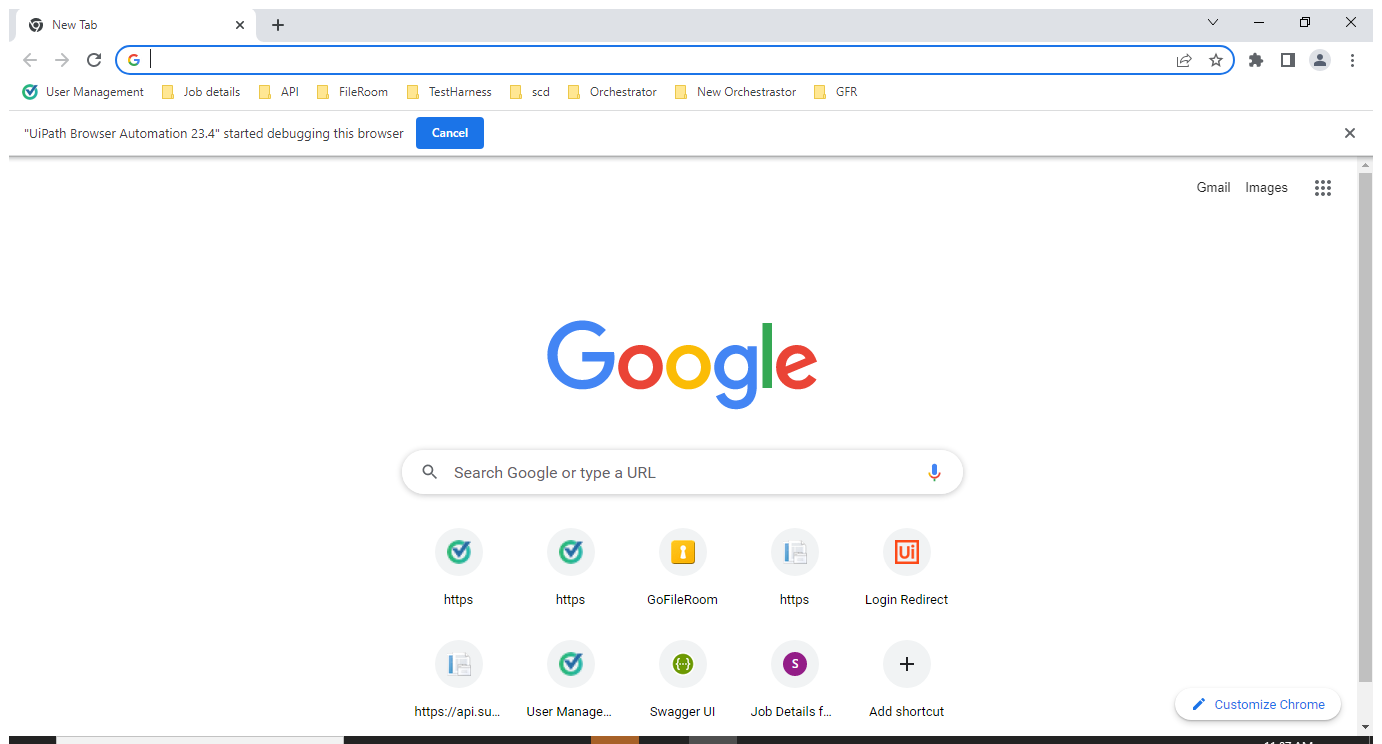 New Tab
User Management Job details API FileRoom TestHarness scd Orchestrator New Orchestrastor GFR
"UiPath Browser Automation 23.4" started debugging this browser Cancel
Gmail Images
Google
Search Google or type a URL
Ui
https https GoFileRoom https Login Redirect
S
https://api.su... User Manage... Swagger UI Job Details f... Add shortcut
Customize Chrome